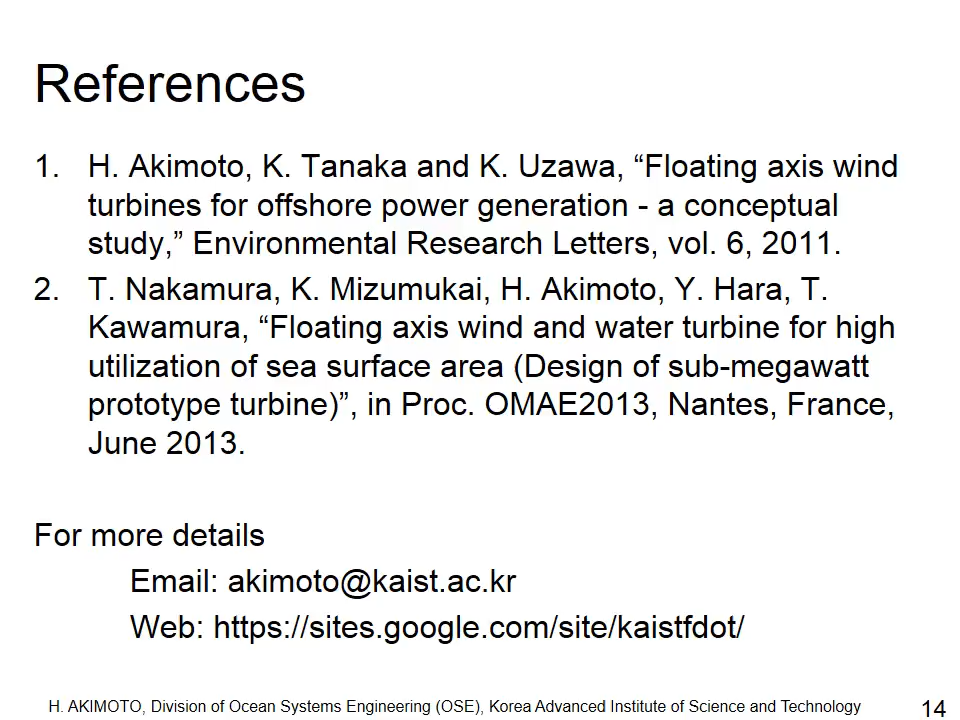 References
1. H. Akimoto, K. Tanaka and K. Uzawa, “Floating axis wind
turbines for offshore power generation - a conceptual
study,” Environmental Research Letters, vol. 6, 2011.
2. T. Nakamura, K. Mizumukai, H. Akimoto, Y. Hara, T.
Kawamura, “Floating axis wind and water turbine for high
utilization of sea surface area (Design of sub-megawatt
prototype turbine)”, in Proc. OMAE2013, Nantes, France,
June 2013.
For more details
Email: akimoto@kaist.ac.kr
Web: https://sites.google.com/site/kaistfdot/
H. AKIMOTO, Division of Ocean Systems Engineering (OSE), Korea Advanced Institute of Science and Technology
14